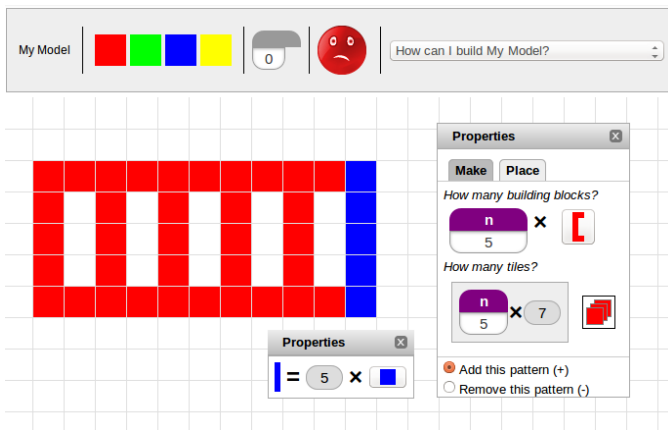 My Model
0
How can I build My Model?
Properties X
Make Place
How many building blocks?
n
5
×
How many tiles?
n
5
× 7
Properties X
= 5 ×
Add this pattern (+)
Remove this pattern (-)